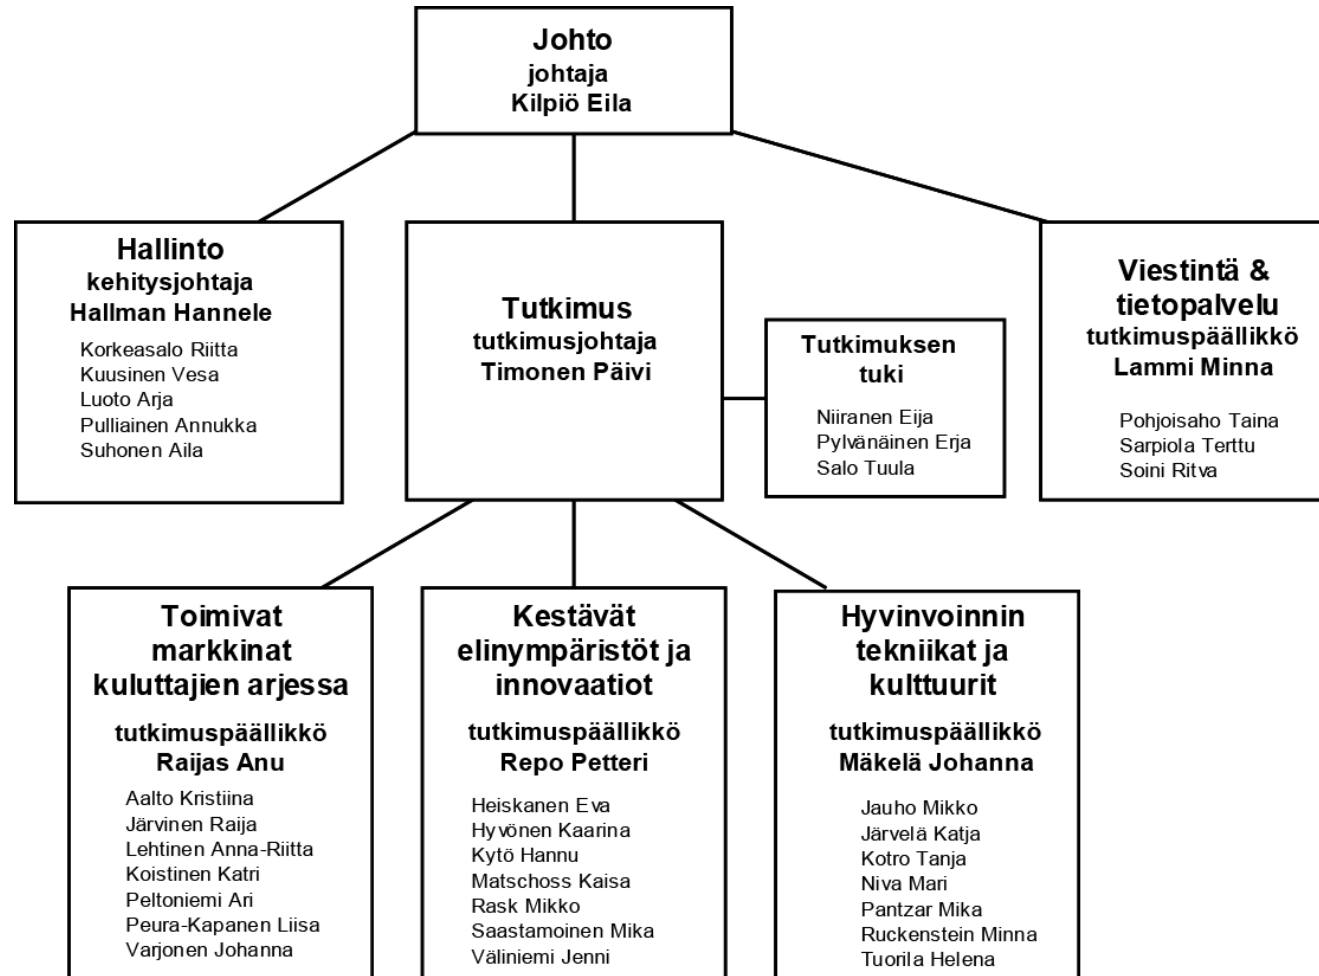 Johto
johtaja
Kilpiö Eila
Hallinto
kehitysjohtaja
Hallman Hannele
Korkeasalo Riitta
Kuusinen Vesa
Luoto Arja
Pulliainen Annukka
Suhonen Aila
Tutkimus
tutkimusjohtaja
Timonen Päivi
Tutkimuksen
tuki
Niiranen Eija
Pylvänäinen Erja
Salo Tuula
Viestintä &
tietopalvelu
tutkimuspäällikkö
Lammi Minna
Pohjoisaho Taina
Sarpiola Terttu
Soini Ritva
Toimivat
markkinat
kuluttajien arjessa
tutkimuspäällikkö
Raijas Anu
Aalto Kristiina
Järvinen Raija
Lehtinen Anna-Riitta
Koistinen Katri
Peltoniemi Ari
Peura-Kapanen Liisa
Varjonen Johanna
Kestävät
elinympäristöt ja
innovaatiot
tutkimuspäällikkö
Repo Petteri
Heiskanen Eva
Hyvönen Kaarina
Kytö Hannu
Matschoss Kaisa
Rask Mikko
Saastamoinen Mika
Väliniemi Jenni
Hyvinvoinnin
tekniikat ja
kulttuurit
tutkimuspäällikkö
Mäkelä Johanna
Jauho Mikko
Järvelä Katja
Kotro Tanja
Niva Mari
Pantzar Mika
Ruckenstein Minna
Tuorila Helena